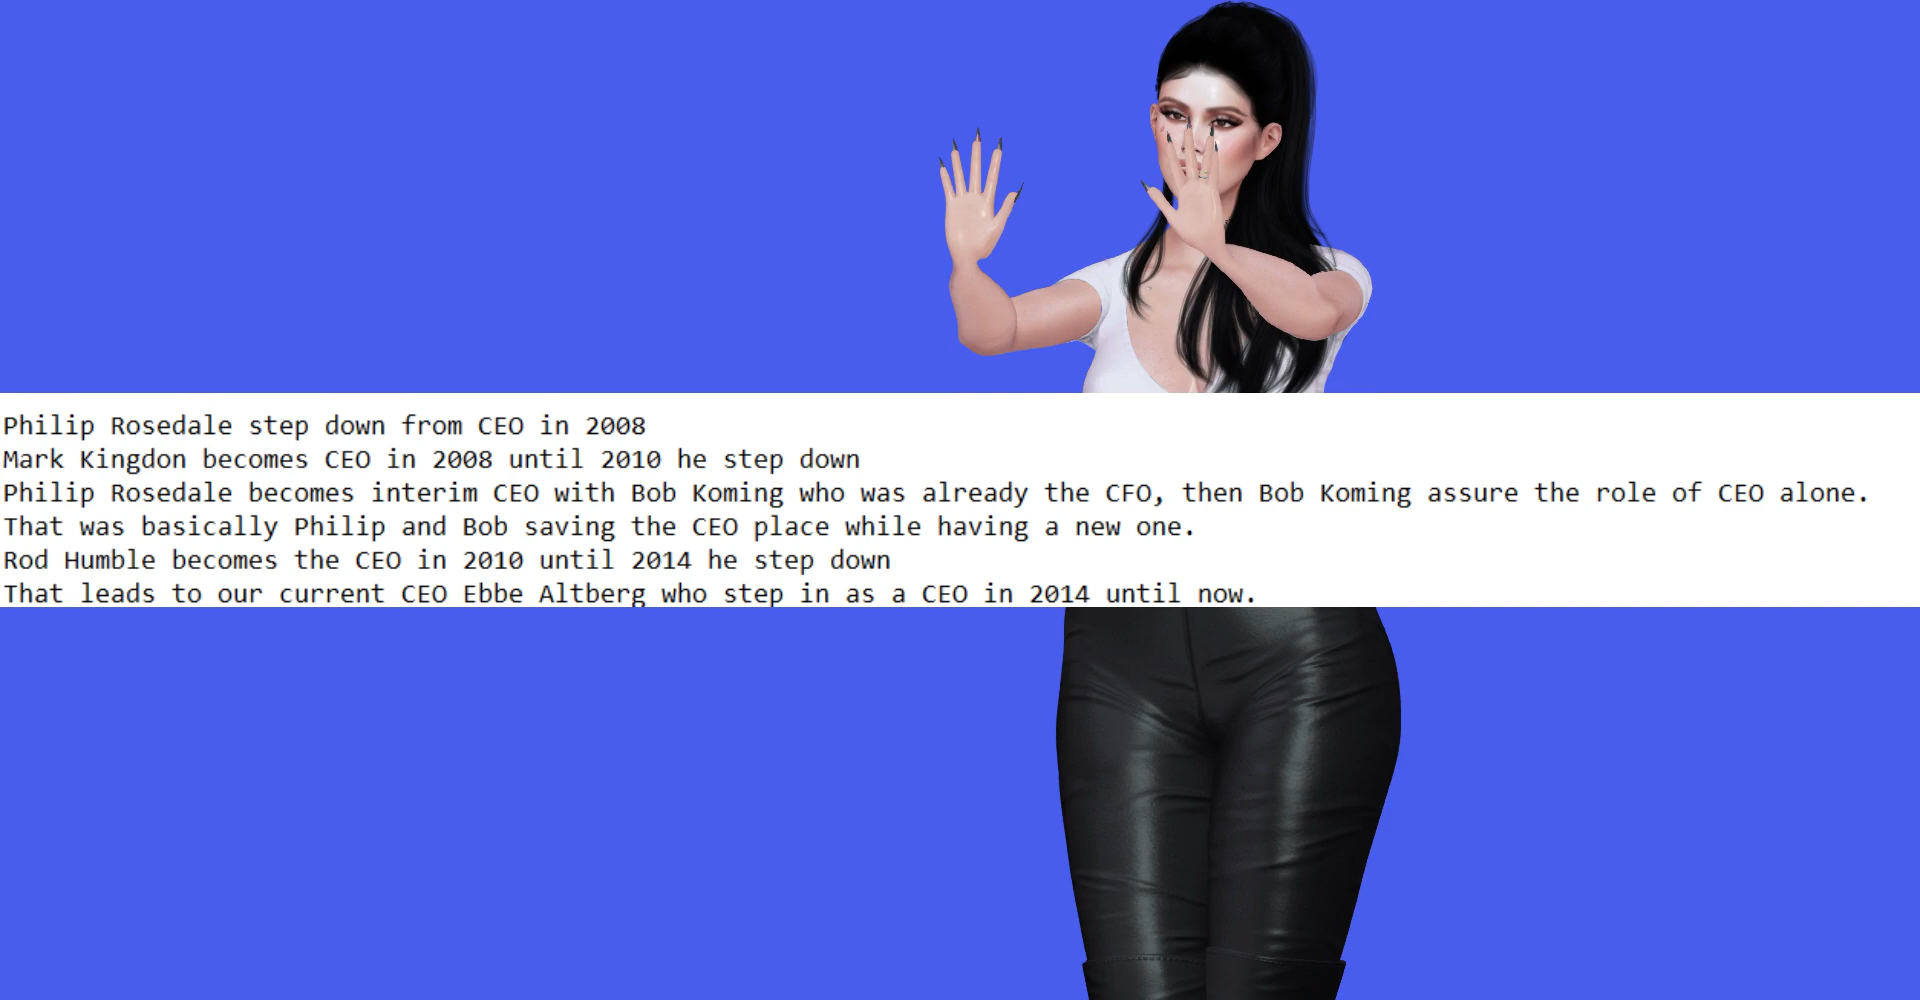 Philip Rosedale step down from CEO in 2008
Mark Kingdon becomes CEO in 2008 until 2010 he step down
Philip Rosedale becomes interim CEO with Bob Koming who was already the CFO, then Bob Koming assure the role of CEO alone.
That was basically Philip and Bob saving the CEO place while having a new one.
Rod Humble becomes the CEO in 2010 until 2014 he step down
That leads to our current CEO Ebbe Altberg who step in as a CEO in 2014 until now.